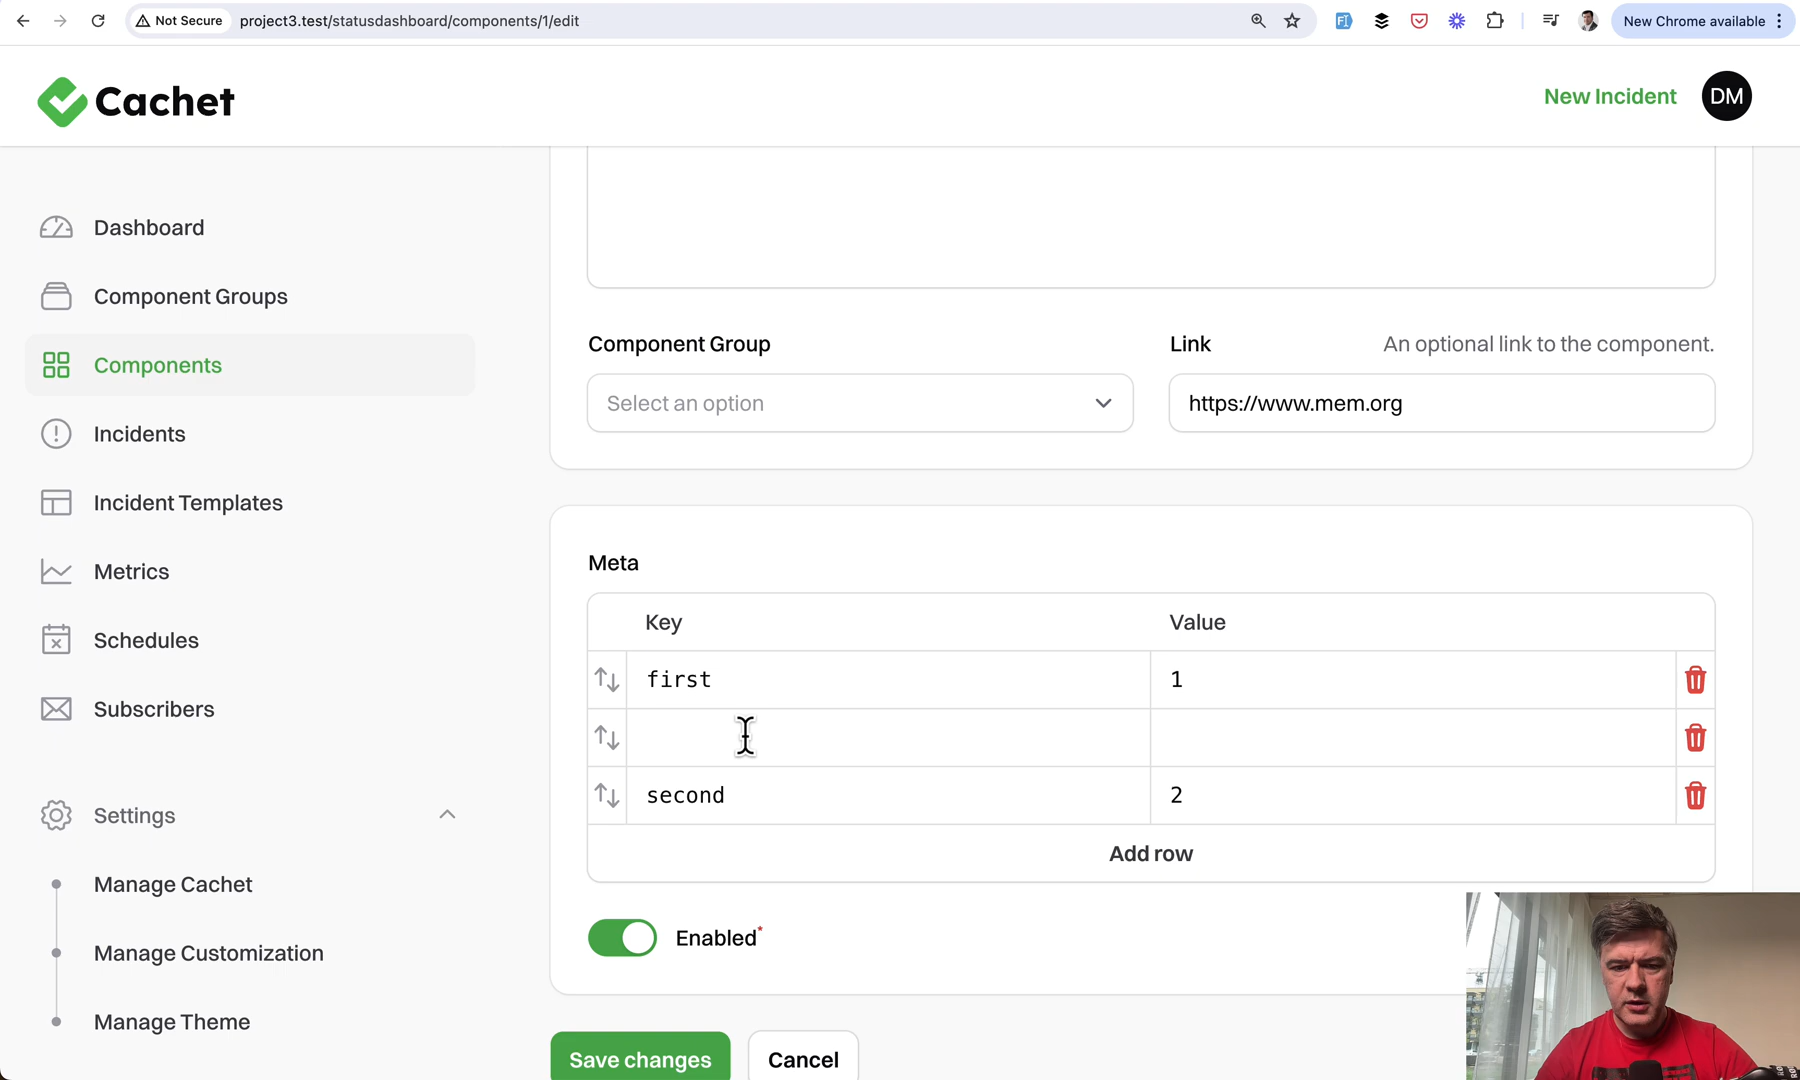 Not Secure project3.test/statusdashboard/components/1/edit New Chrome available
Cachet
New Incident DM
Dashboard
Component Groups
Components
Incidents
Incident Templates
Metrics
Schedules
Subscribers
Settings
Manage Cachet
Manage Customization
Manage Theme
Component Group
Select an option
Link An optional link to the component.
https://www.mem.org
Meta
Key Value
first 1
second 2
Add row
Enabled*
Save changes Cancel